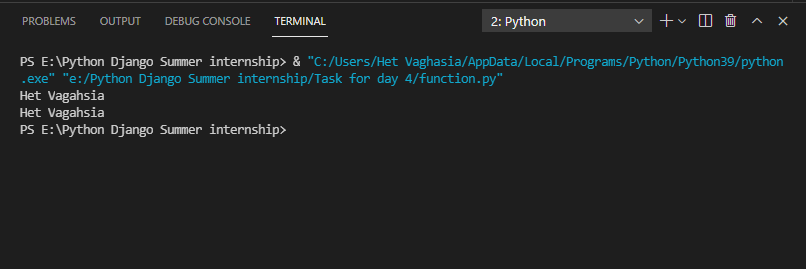 PROBLEMS OUTPUT DEBUG CONSOLE TERMINAL 2: Python
PS E:\Python Django Summer internship> & "C:/Users/Het Vaghasia/AppData/Local/Programs/Python/Python39/python
.exe" "e:/Python Django Summer internship/Task for day 4/function.py"
Het Vagahsia
Het Vagahsia
PS E:\Python Django Summer internship>